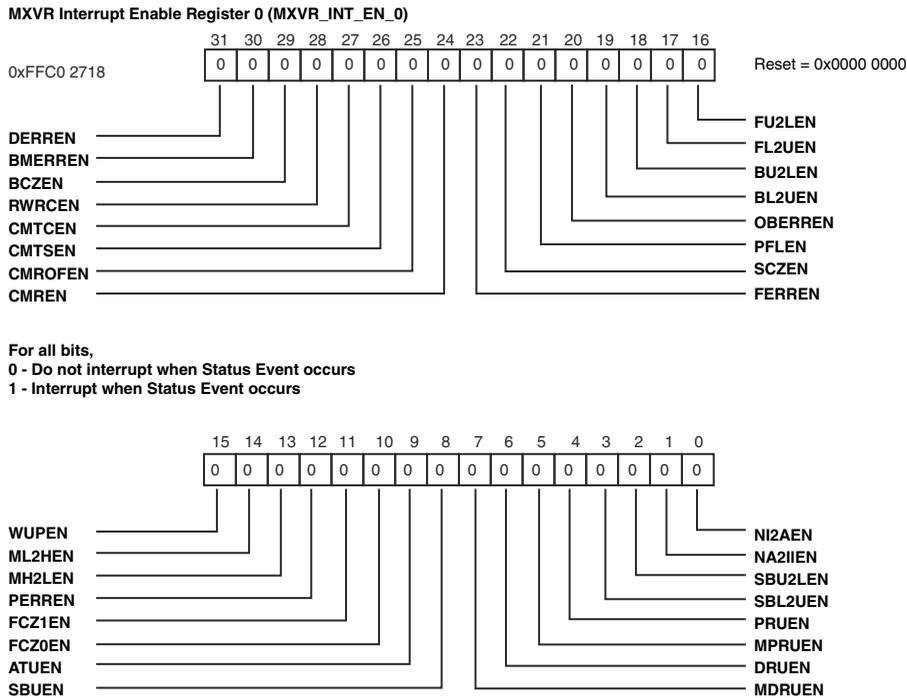 MXVR Interrupt Enable Register 0 (MXVR_INT_EN_0)
31 30 29 28 27 26 25 24 23 22 21 20 19 18 17 16
0xFFC0 2718
0 0 0 0 0 0 0 0 0 0 0 0 0 0 0 0
Reset = 0x0000 0000
DERREN
BMERREN
BCZEN
RWRCEN
CMTCEN
CMTSEN
CMROFEN
CMREN
FU2LEN
FL2UEN
BU2LEN
BL2UEN
OBERREN
PFLEN
SCZEN
FERREN
For all bits,
0 - Do not interrupt when Status Event occurs
1 - Interrupt when Status Event occurs
15 14 13 12 11 10 9 8 7 6 5 4 3 2 1 0
0 0 0 0 0 0 0 0 0 0 0 0 0 0 0 0
WUPEN
ML2HEN
MH2LEN
PERREN
FCZ1EN
FCZ0EN
ATUEN
SBUEN
NI2AEN
NA2IIEN
SBU2LEN
SBL2UEN
PRUEN
MPRUEN
DRUEN
MDRUEN